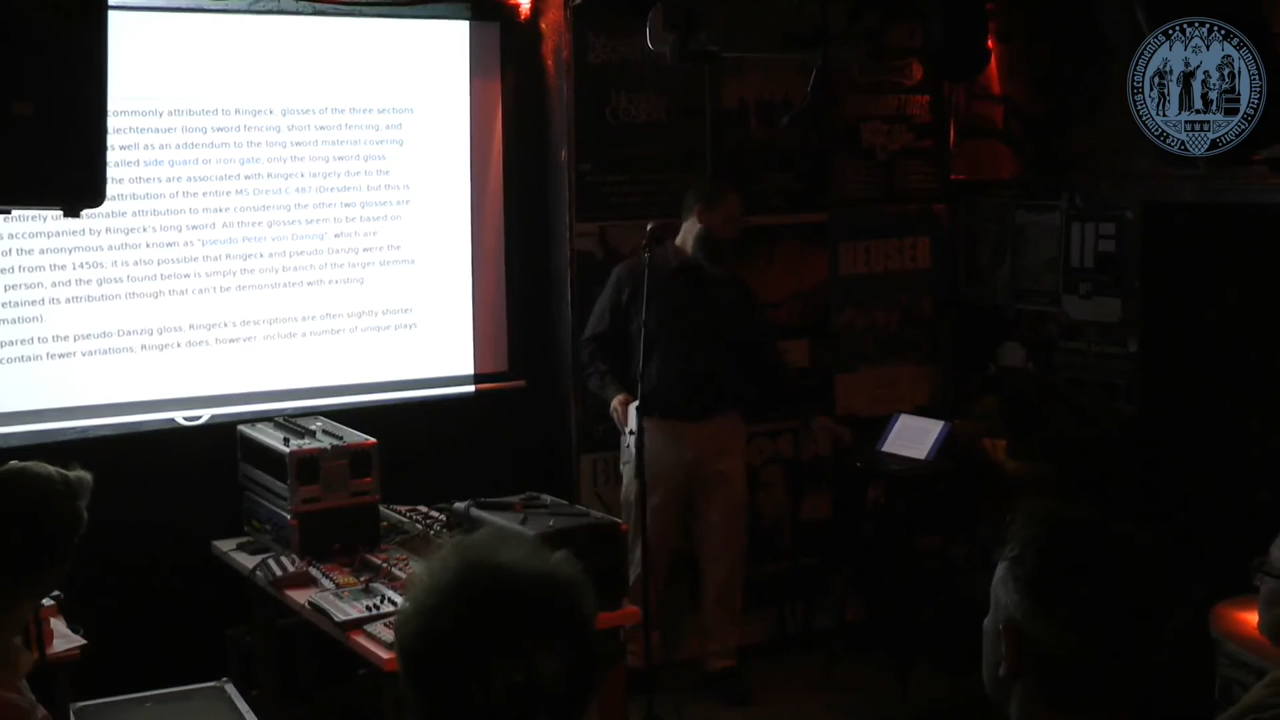 commonly attributed to Ringeck, glosses of the three sections
Liechtenauer (long sword fencing, short sword fencing, and
as well as an addendum to the long sword material covering
called side guard or iron gate, only the long sword gloss
The others are associated with Ringeck largely due to the
sattribution of the entire MS Dresd C 487 (Dresden), but this is
entirely unreasonable attribution to make considering the other two glosses are
s accompanied by Ringeck's long sword. All three glosses seem to be based on
of the anonymous author known as "pseudo-Peter von Danzig", which are
ed from the 1450s; it is also possible that Ringeck and pseudo-Danzig were the
person, and the gloss found below is simply the only branch of the larger stemma
etained its attribution (though that can't be demonstrated with existing
mation).
pared to the pseudo-Danzig gloss, Ringeck's descriptions are often slightly shorter
contain fewer variations; Ringeck does, however, include a number of unique plays
HEUSER